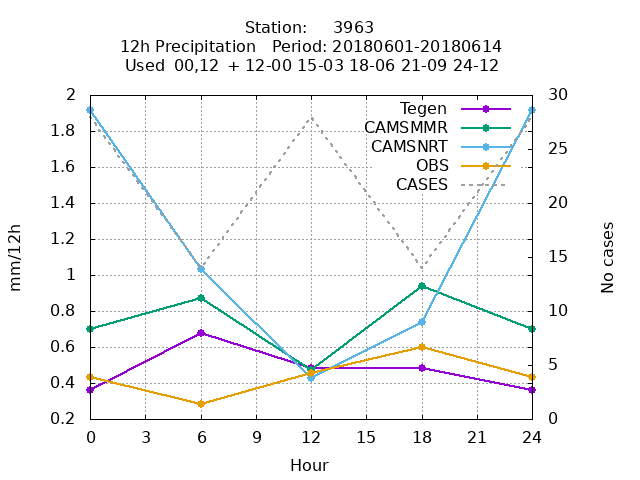 Station: 3963
12h Precipitation Period: 20180601-20180614
Used 00,12 + 12-00 15-03 18-06 21-09 24-12
2
1.8
1.6
1.4
1.2
1
0.8
0.6
0.4
0.2
mm/12h
Tegen
CAMSMMR
CAMSNRT
OBS
CASES
30
25
20
15
10
5
0
No cases
0 3 6 9 12 15 18 21 24
Hour